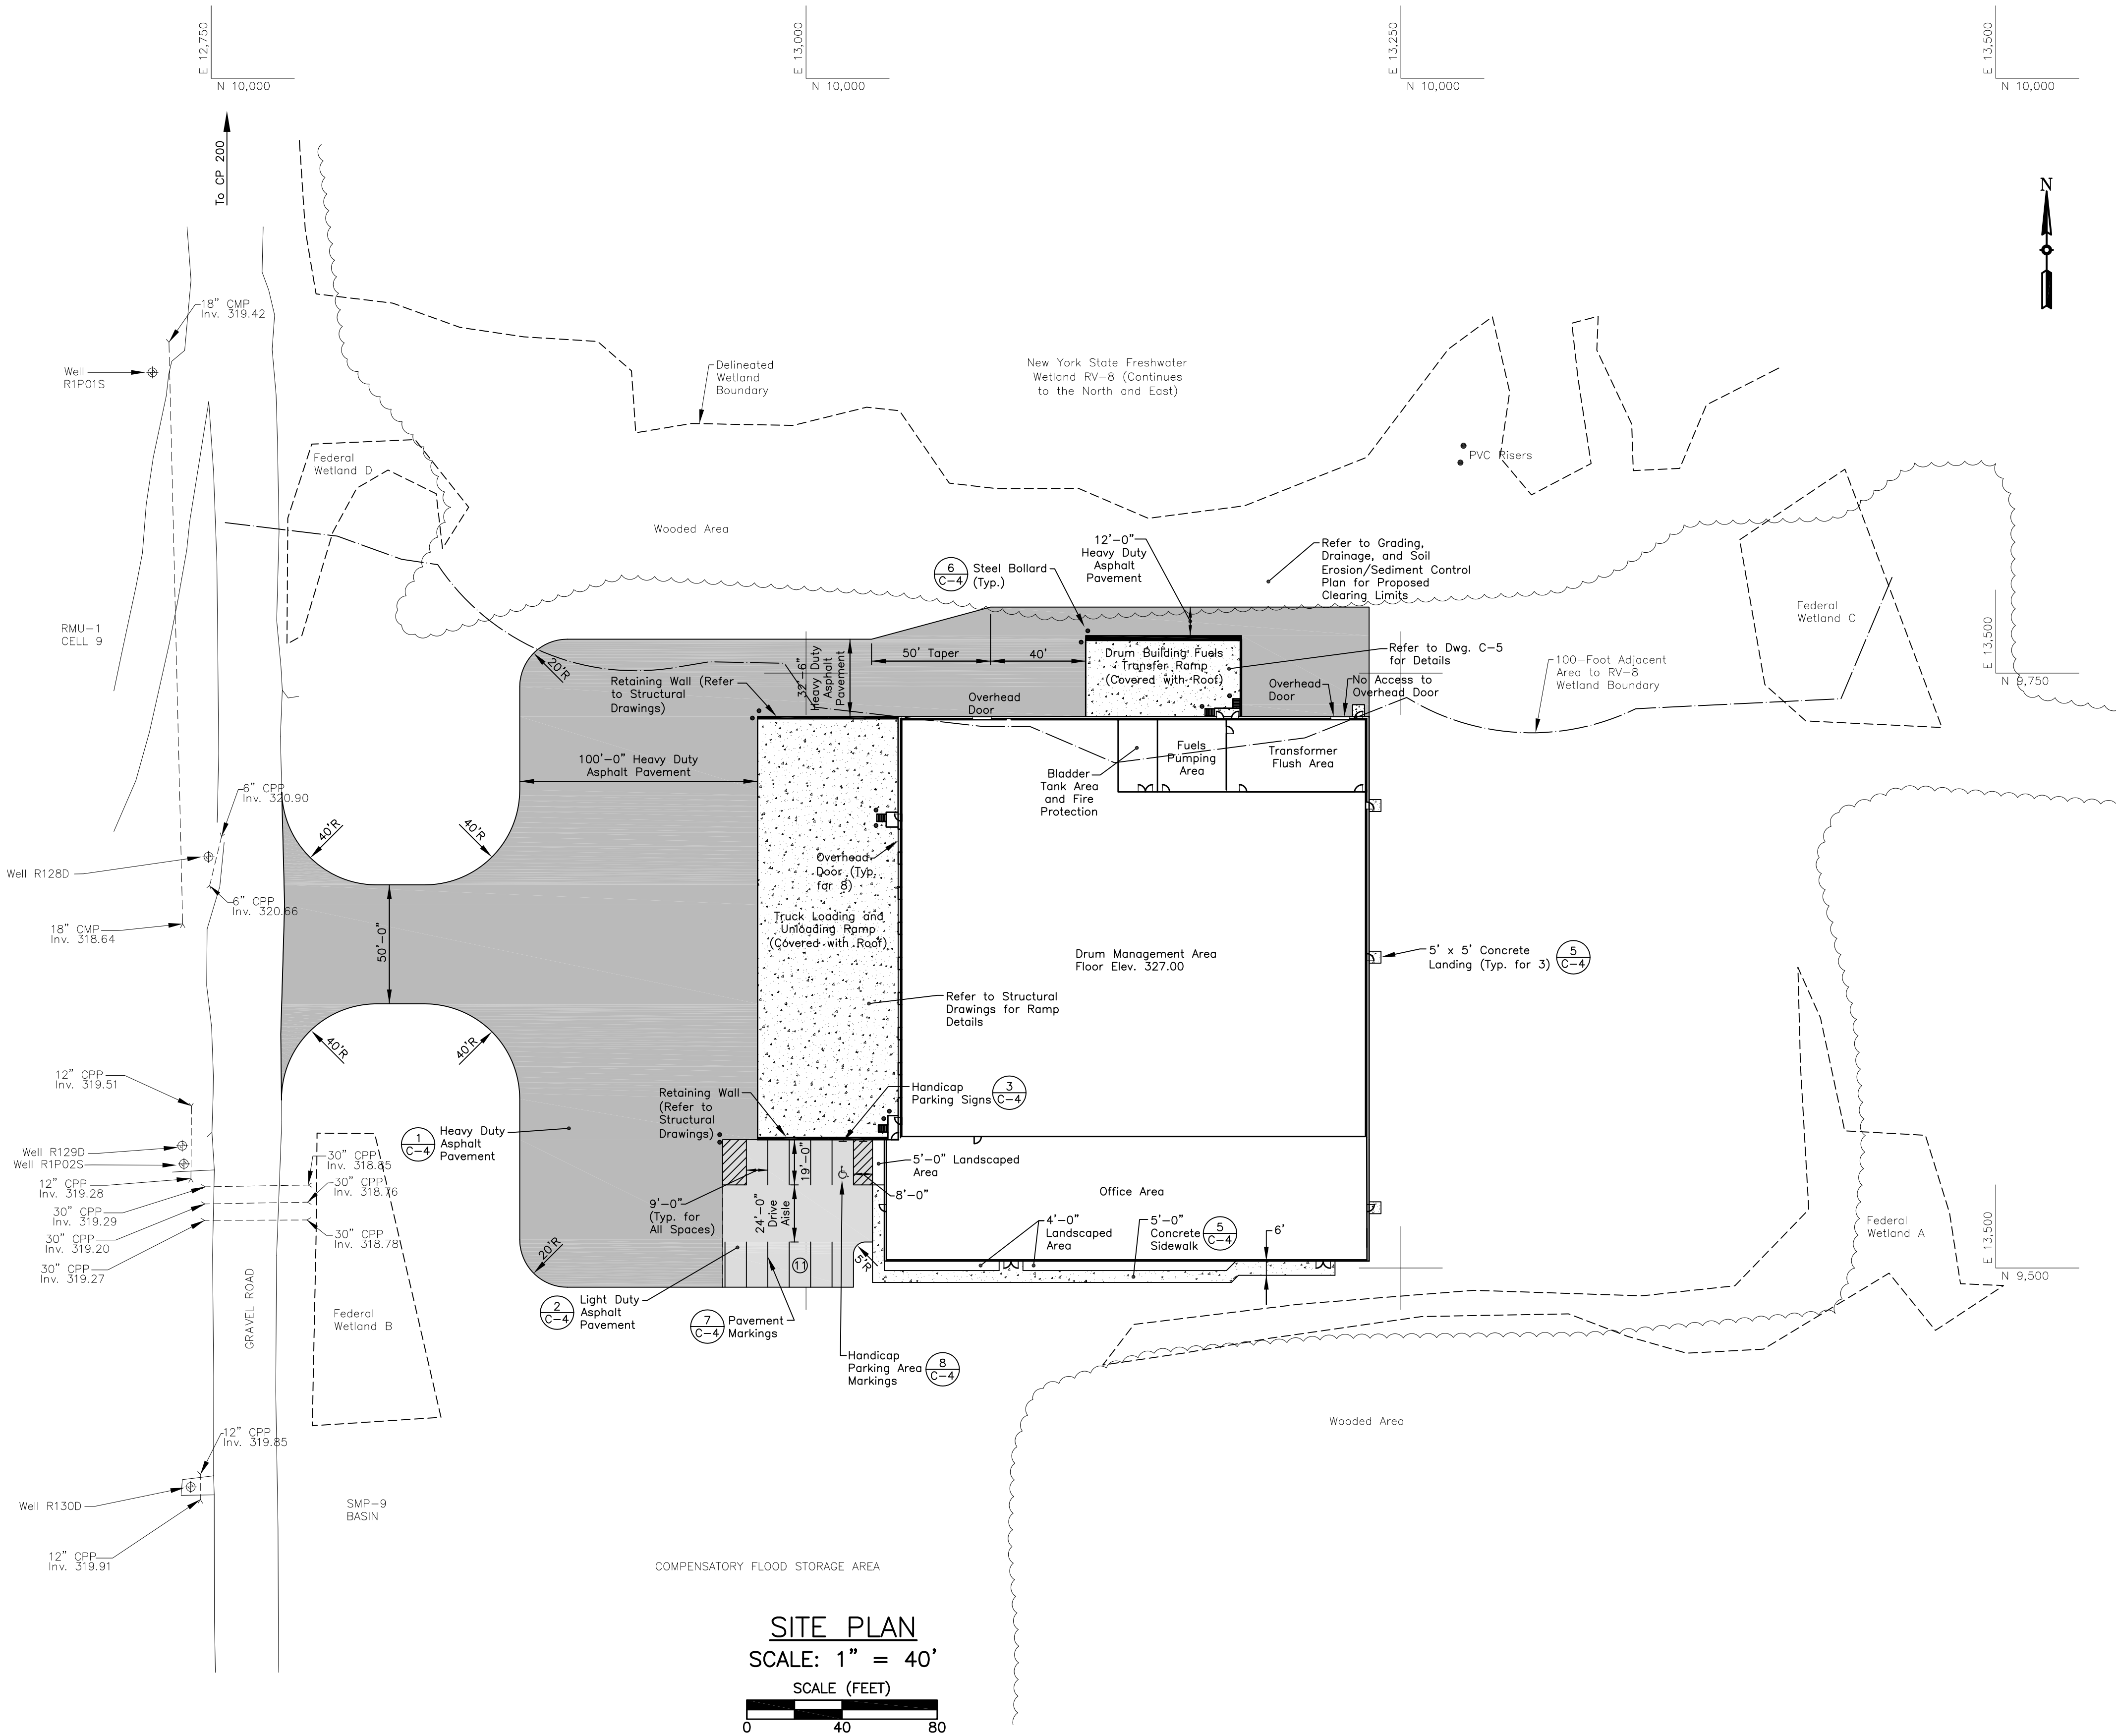 E 12,750
N 10,000
E 13,000
N 10,000
E 13,250
N 10,000
E 13,500
N 10,000
To CP 200
N
18" CMP
Inv. 319.42
Well
R1P01S
Delineated
Wetland
Boundary
New York State Freshwater
Wetland RV-8 (Continues
to the North and East)
Federal
Wetland D
PVC Risers
Wooded Area
12'-0"
Heavy Duty
Asphalt
Pavement
6
C-4
Steel Bollard
(Typ.)
Refer to Grading,
Drainage, and Soil
Erosion/Sediment Control
Plan for Proposed
Clearing Limits
RMU-1
CELL 9
Federal
Wetland C
E 13,500
N 9,750
20'R
32'-6"
Heavy Duty
Asphalt
Pavement
50' Taper
40'
Drum Building Fuels
Transfer Ramp
(Covered with Roof)
Refer to Dwg. C-5
for Details
100-Foot Adjacent
Area to RV-8
Wetland Boundary
Retaining Wall (Refer
to Structural
Drawings)
Overhead
Door
Overhead
Door
No Access to
Overhead Door
100'-0" Heavy Duty
Asphalt Pavement
Bladder
Tank Area
and Fire
Protection
Fuels
Pumping
Area
Transformer
Flush Area
6" CPP
Inv. 320.90
40'R
40'R
Well R128D
Overhead
Door (Typ.
for 8)
6" CPP
Inv. 320.66
18" CMP
Inv. 318.64
50'-0"
Truck Loading and
Unloading Ramp
(Covered with Roof)
Drum Management Area
Floor Elev. 327.00
5' x 5' Concrete
Landing (Typ. for 3)
5
C-4
Refer to Structural
Drawings for Ramp
Details
40'R
40'R
12" CPP
Inv. 319.51
Retaining Wall
(Refer to
Structural
Drawings)
Handicap
Parking Signs
3
C-4
1
C-4
Heavy Duty
Asphalt
Pavement
Well R129D
Well R1P02S
12" CPP
Inv. 319.28
30" CPP
Inv. 319.29
30" CPP
Inv. 319.20
30" CPP
Inv. 319.27
30" CPP
Inv. 318.85
30" CPP
Inv. 318.76
30" CPP
Inv. 318.78
19'-0"
5'-0" Landscaped
Area
8'-0"
9'-0"
(Typ. for
All Spaces)
24'-0"
Drive
Aisle
Office Area
4'-0"
Landscaped
Area
5'-0"
Concrete
Sidewalk
5
C-4
6'
Federal
Wetland A
E 13,500
N 9,500
20'R
11
5'R
GRAVEL ROAD
Federal
Wetland B
2
C-4
Light Duty
Asphalt
Pavement
7
C-4
Pavement
Markings
Handicap
Parking Area
Markings
8
C-4
Wooded Area
12" CPP
Inv. 319.85
Well R130D
SMP-9
BASIN
12" CPP
Inv. 319.91
COMPENSATORY FLOOD STORAGE AREA
SITE PLAN
SCALE: 1" = 40'
SCALE (FEET)
0 40 80